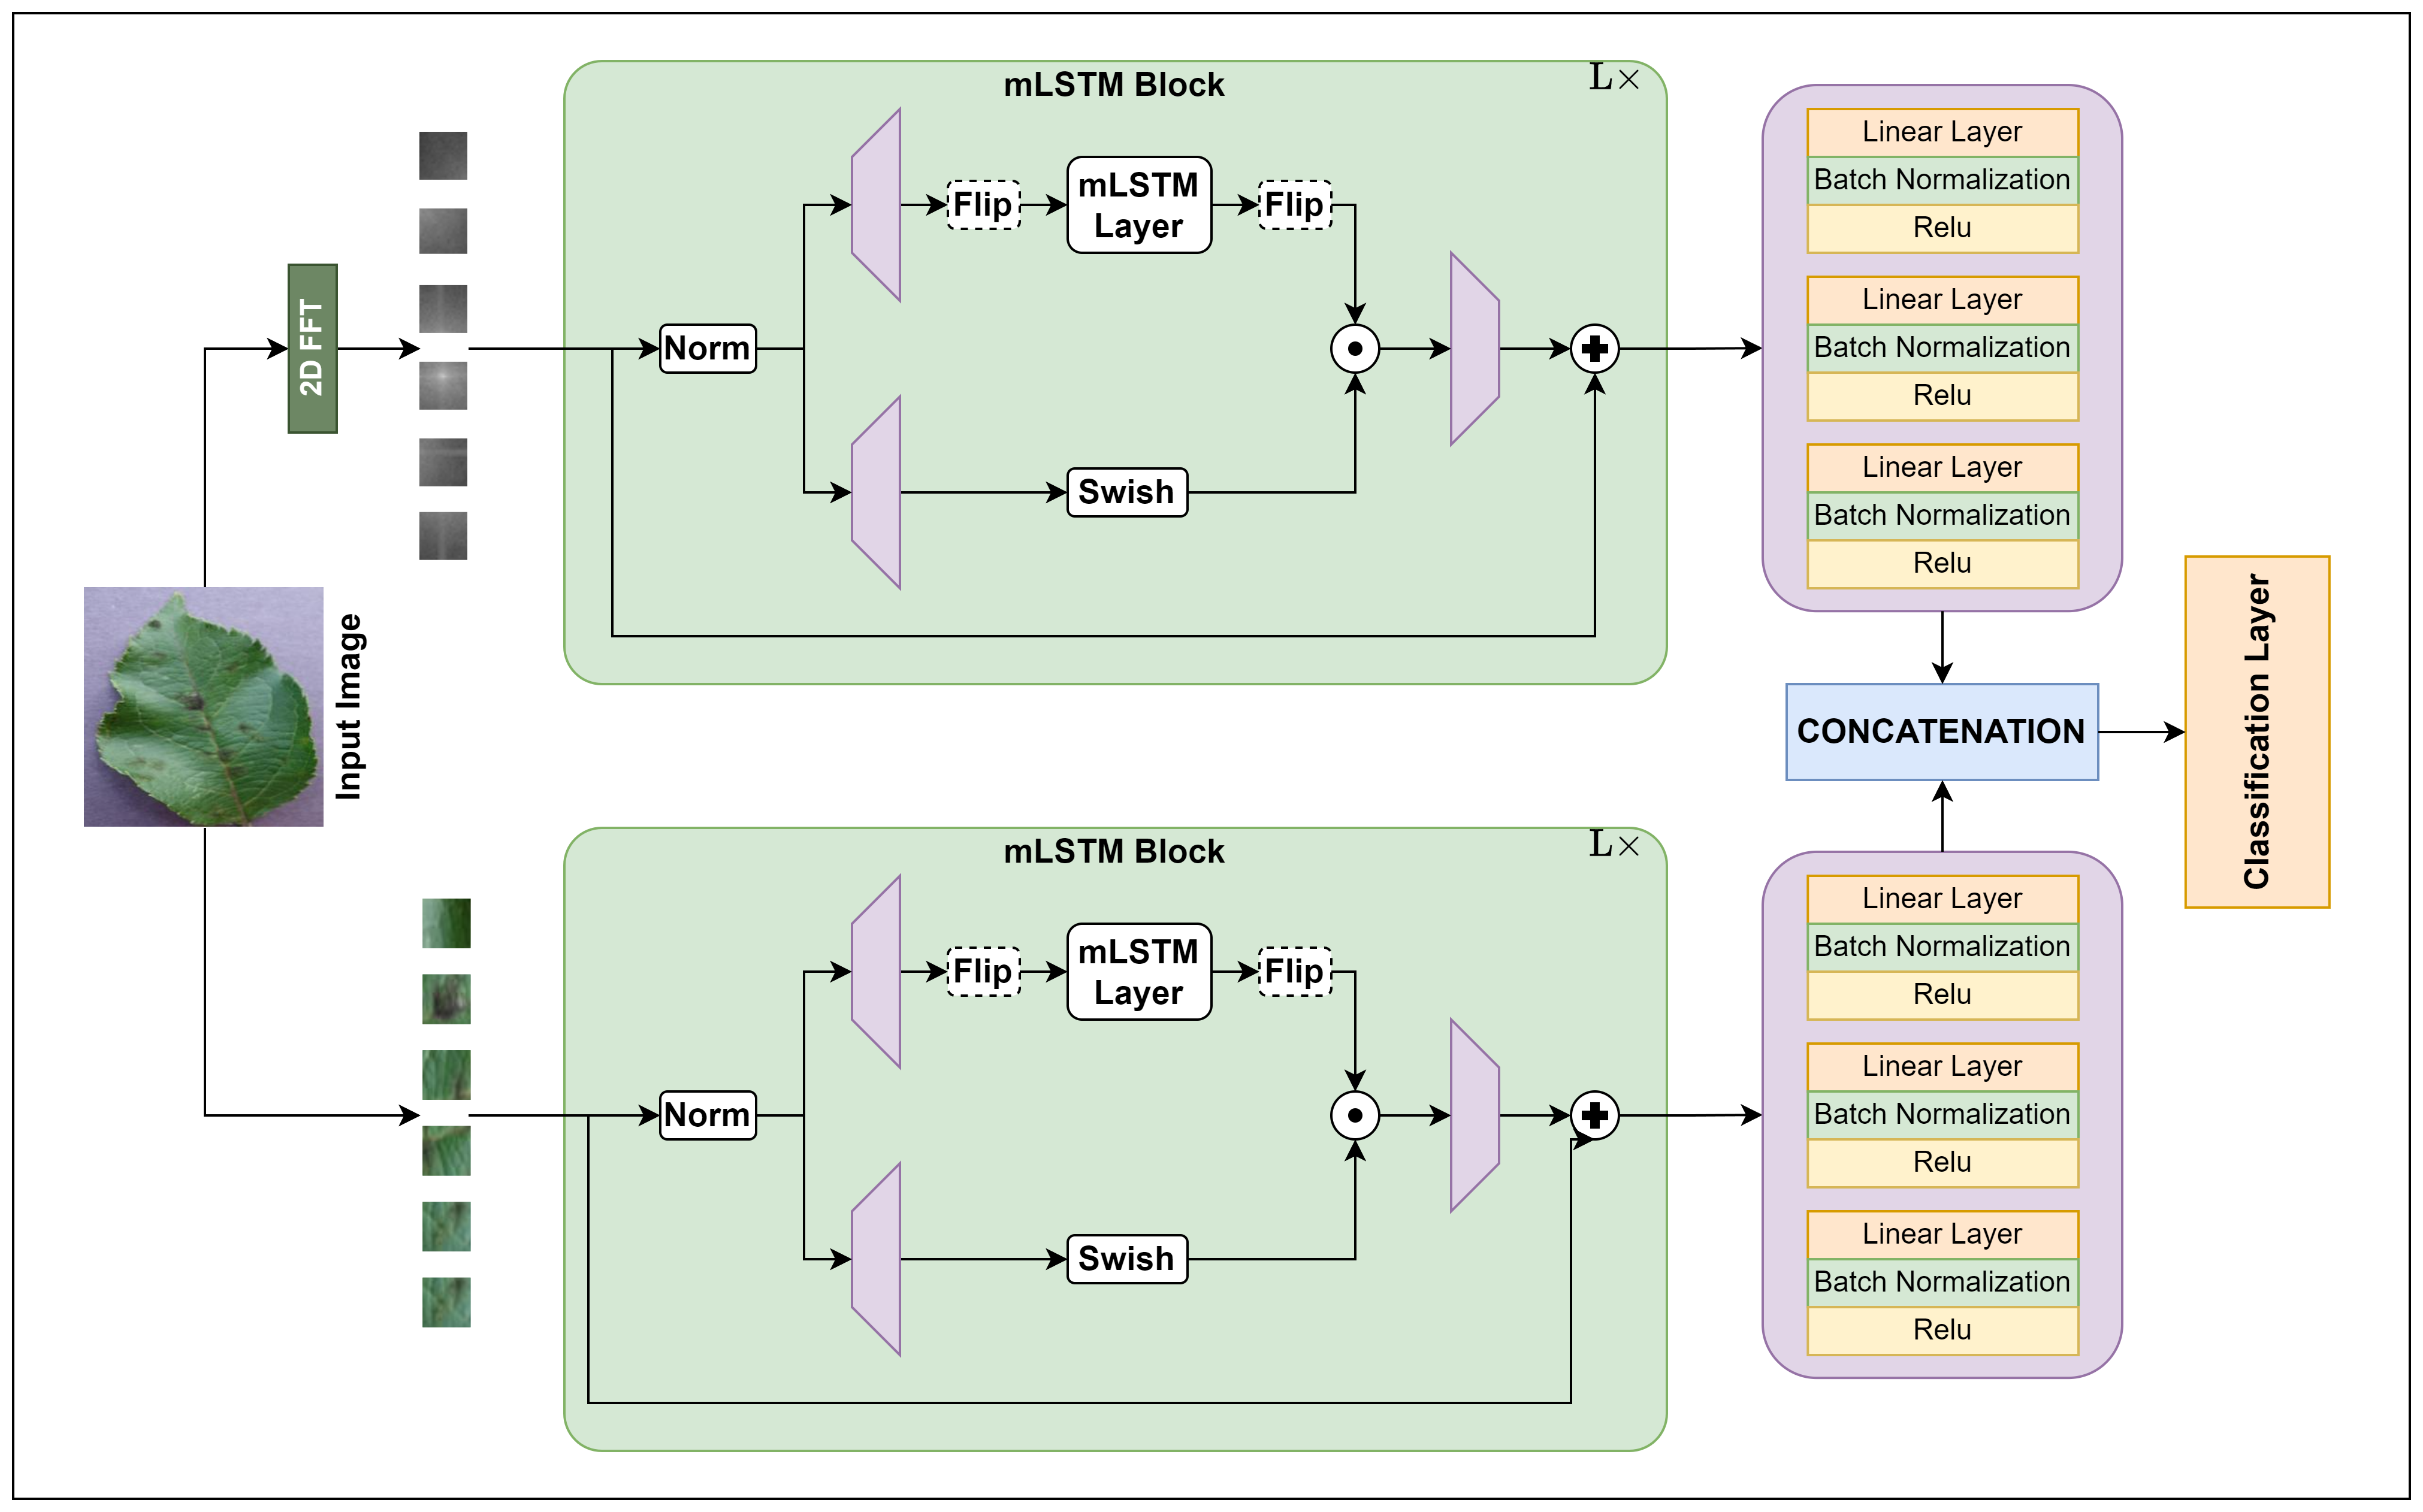 mLSTM Block
L×
Flip
mLSTM
Layer
Flip
2D FFT
Norm
Swish
Linear Layer
Batch Normalization
Relu
Linear Layer
Batch Normalization
Relu
Linear Layer
Batch Normalization
Relu
Input Image
CONCATENATION
Classification Layer
mLSTM Block
L×
Flip
mLSTM
Layer
Flip
Norm
Swish
Linear Layer
Batch Normalization
Relu
Linear Layer
Batch Normalization
Relu
Linear Layer
Batch Normalization
Relu